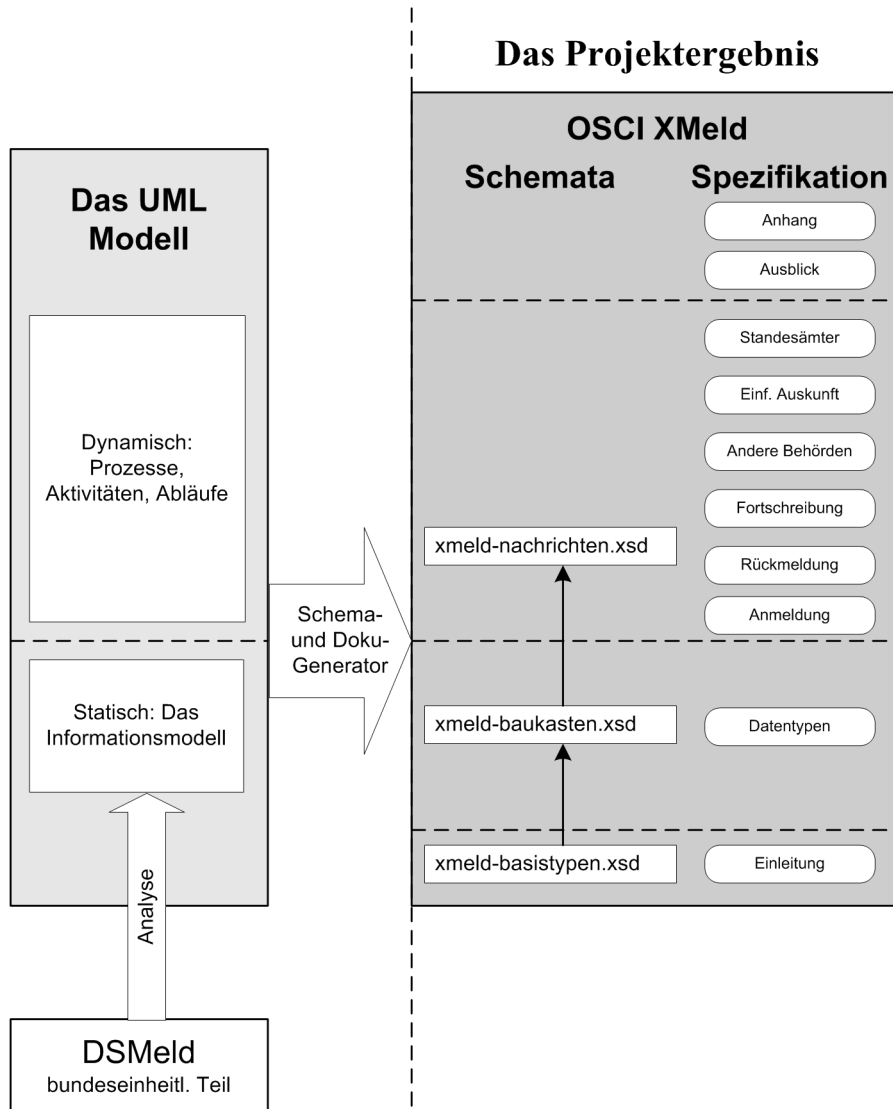 Das Projektergebnis
Das UML
Modell
Dynamisch:
Prozesse,
Aktivitäten, Abläufe
Statisch: Das
Informationsmodell
Analyse
DSMeld
bundeseinheitl. Teil
Schema-
und Doku-
Generator
OSCI XMeld
Schemata
Spezifikation
Anhang
Ausblick
Standesämter
Einf. Auskunft
Andere Behörden
Fortschreibung
xmeld-nachrichten.xsd
Rückmeldung
Anmeldung
xmeld-baukasten.xsd
Datentypen
xmeld-basistypen.xsd
Einleitung